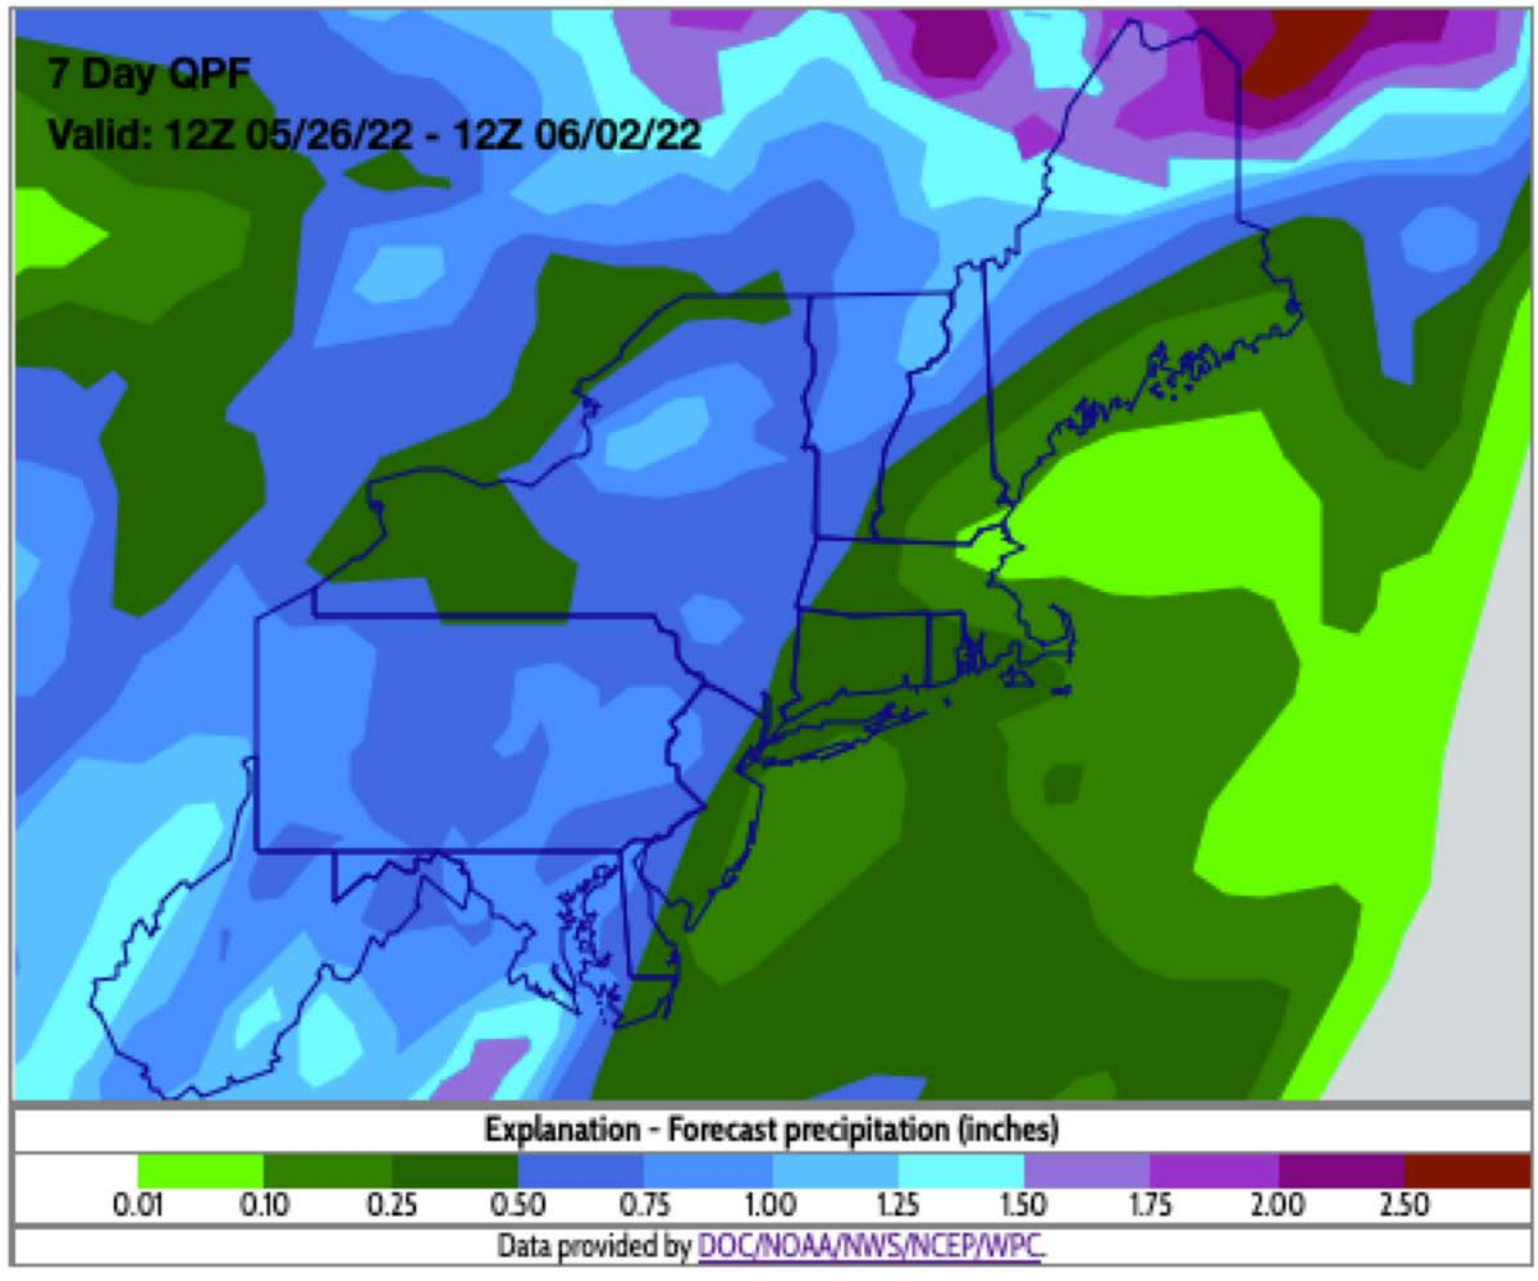 7 Day QPF
Valid: 12Z 05/26/22 - 12Z 06/02/22
Explanation - Forecast precipitation (inches)
0.01 0.10 0.25 0.50 0.75 1.00 1.25 1.50 1.75 2.00 2.50
Data provided by DOC/NOAA/NWS/NCEP/WPC.